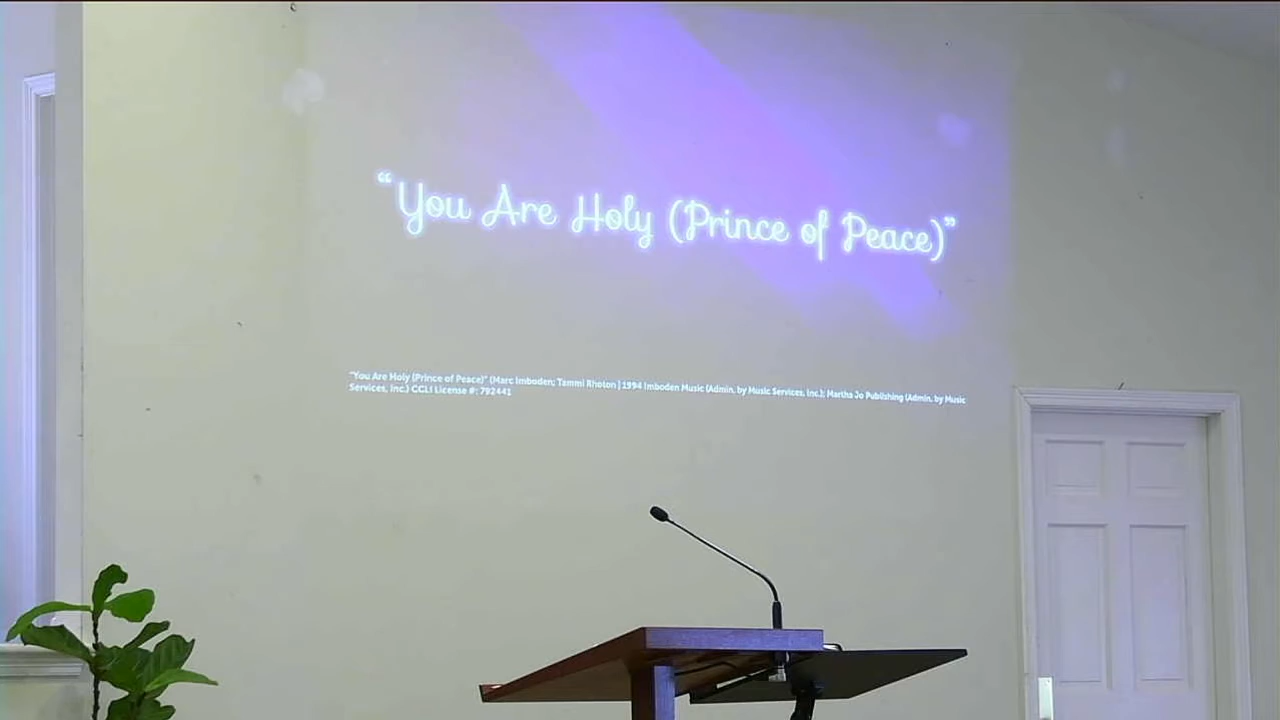 “You Are Holy (Prince of Peace)”
"You Are Holy (Prince of Peace)" (Marc Imboden; Tammi Rhoton | 1994 Imboden Music (Admin. by Music Services, Inc.); Martha Jo Publishing (Admin. by Music
Services, Inc.) CCLI License #: 792441